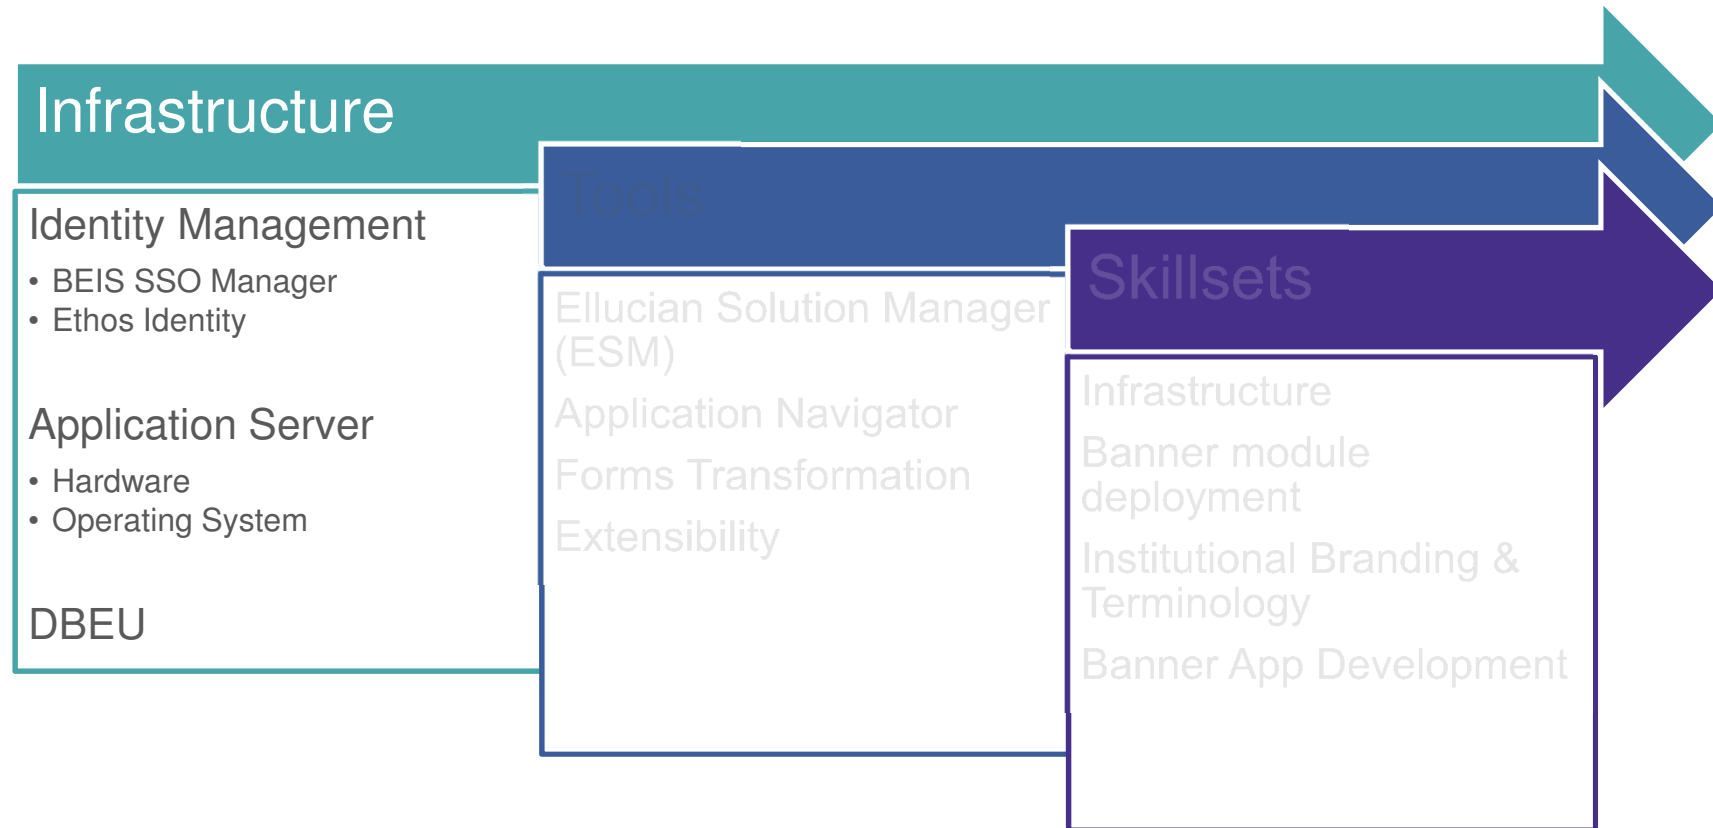 Infrastructure
Identity Management
• BEIS SSO Manager
• Ethos Identity
Application Server
• Hardware
• Operating System
DBEU
Tools
Ellucian Solution Manager
(ESM)
Application Navigator
Forms Transformation
Extensibility
Skillsets
Infrastructure
Banner module
deployment
Institutional Branding &
Terminology
Banner App Development